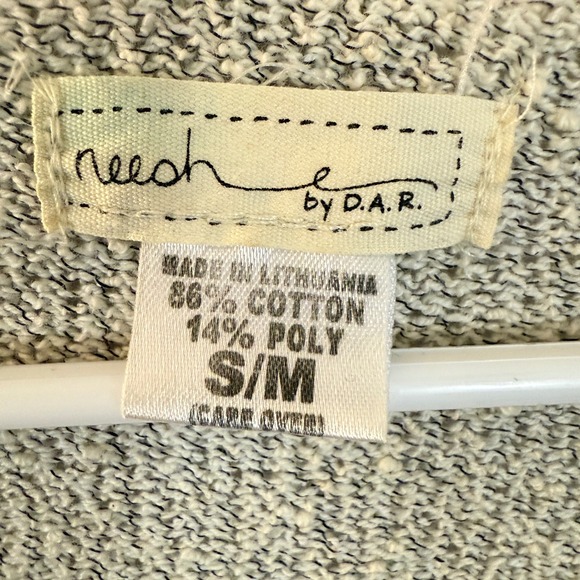 neesh
by D.A.R.
MADE IN LITHUANIA
86% COTTON
14% POLY
S/M
(CARE OVER)